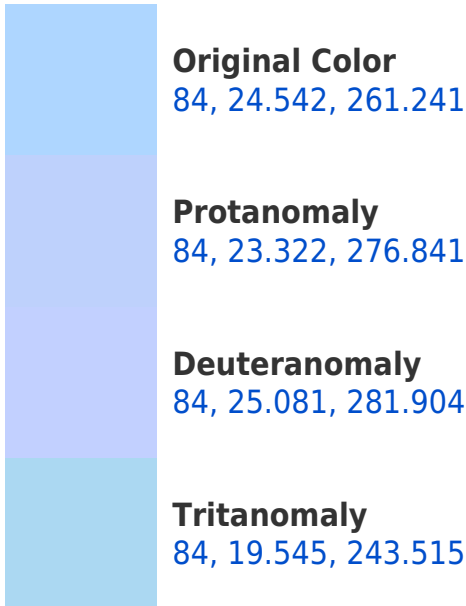 Original Color
84, 24.542, 261.241
Protanomaly
84, 23.322, 276.841
Deuteranomaly
84, 25.081, 281.904
Tritanomaly
84, 19.545, 243.515